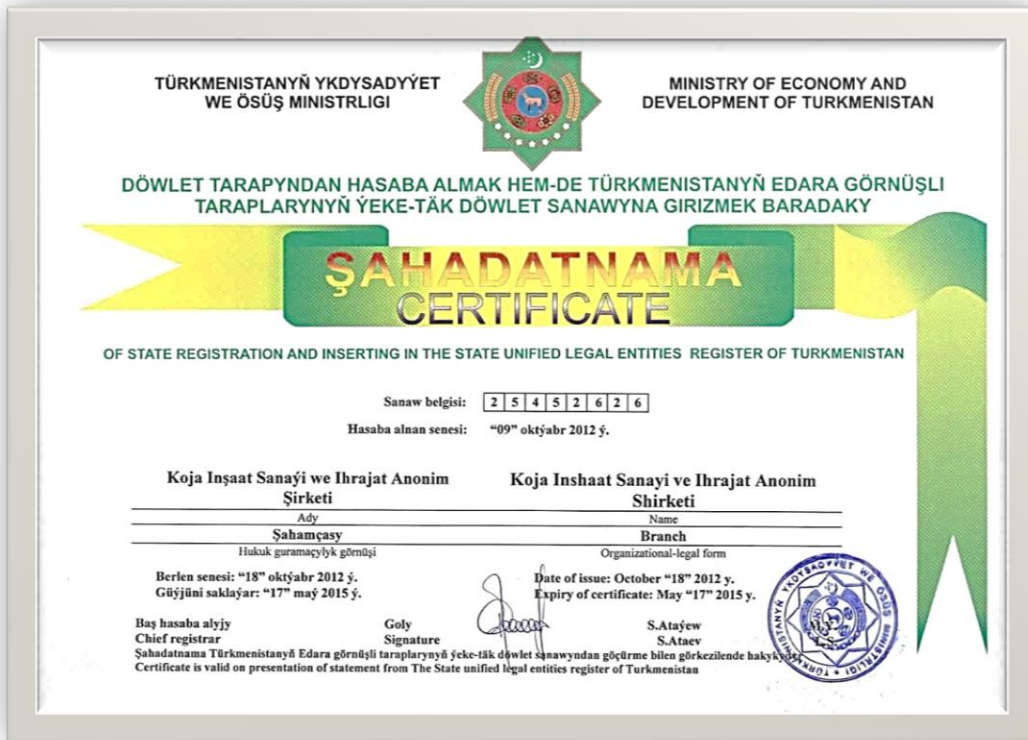 TÜRKMENISTANYŇ YKDYSADYÝET
WE ÖSÜŞ MINISTRLIGI
MINISTRY OF ECONOMY AND
DEVELOPMENT OF TURKMENISTAN
DÖWLET TARAPYNDAN HASABA ALMAK HEM-DE TÜRKMENISTANYŇ EDARA GÖRNÜŞLI
TARAPLARYNYŇ ÝEKE-TÄK DÖWLET SANAWYNA GIRIZMEK BARADAKY
ŞAHADATNAMA
CERTIFICATE
OF STATE REGISTRATION AND INSERTING IN THE STATE UNIFIED LEGAL ENTITIES REGISTER OF TURKMENISTAN
Sanaw belgisi: 2 5 4 5 2 6 2 6
Hasaba alnan senesi: “09” oktýabr 2012 ý.
Koja Inşaat Sanaýi we Ihrajat Anonim
Şirketi
Ady
Şahamçasy
Hukuk guramaçylyk görnüşi
Koja Inshaat Sanayi ve Ihrajat Anonim
Shirketi
Name
Branch
Organizational-legal form
Berlen senesi: “18” oktýabr 2012 ý.
Güýjüni saklaýar: “17” maý 2015 ý.
Date of issue: October “18” 2012 y.
Expiry of certificate: May “17” 2015 y.
Baş hasaba alyjy Goly S.Ataýew
Chief registrar Signature S.Ataev
Şahadatnama Türkmenistanyň Edara görnüşli taraplarynyň ýeke-täk döwlet sanawyndan göçürme bilen görkezilende
Certificate is valid on presentation of statement from The State unified legal entities register of Turkmenistan